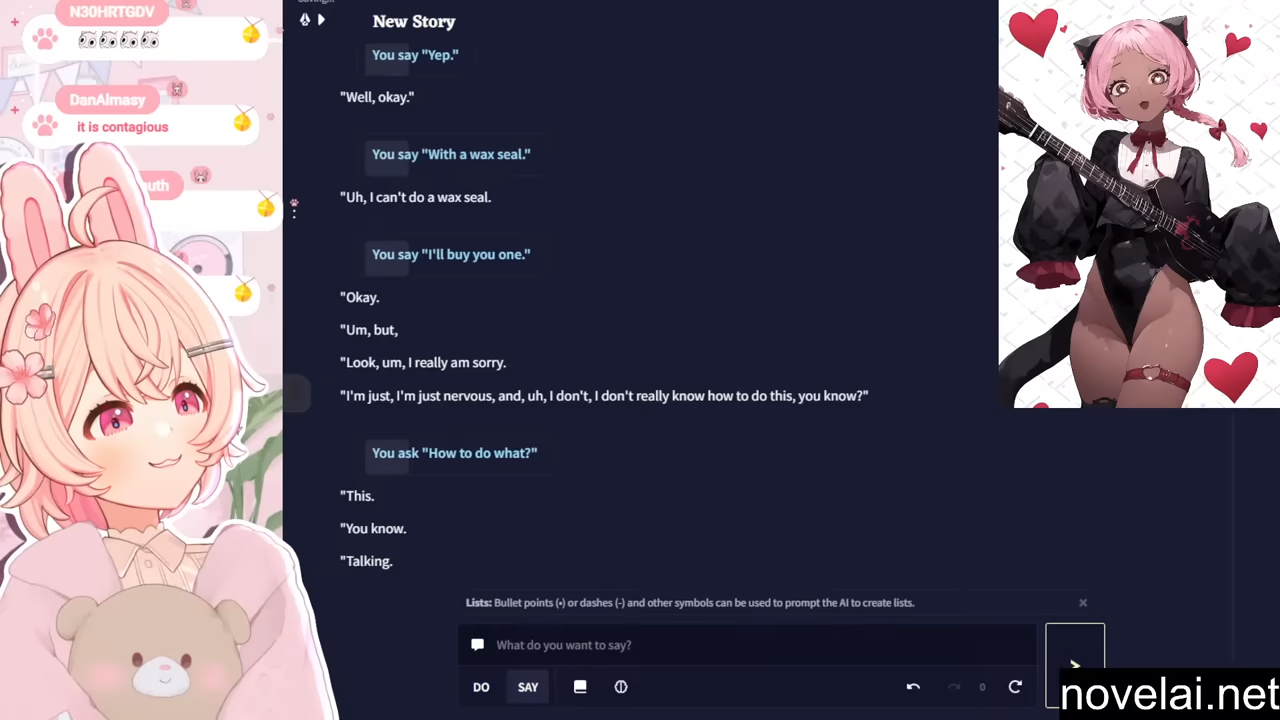 N30HRTGDV
DanAlmasy
it is contagious
uth
Saving...
New Story
You say "Yep."
"Well, okay."
You say "With a wax seal."
"Uh, I can't do a wax seal.
You say "I'll buy you one."
"Okay.
"Um, but,
"Look, um, I really am sorry.
"I'm just, I'm just nervous, and, uh, I don't, I don't really know how to do this, you know?"
You ask "How to do what?"
"This.
"You know.
"Talking.
Lists: Bullet points (•) or dashes (-) and other symbols can be used to prompt the AI to create lists.
What do you want to say?
DO SAY 0
novelai.net